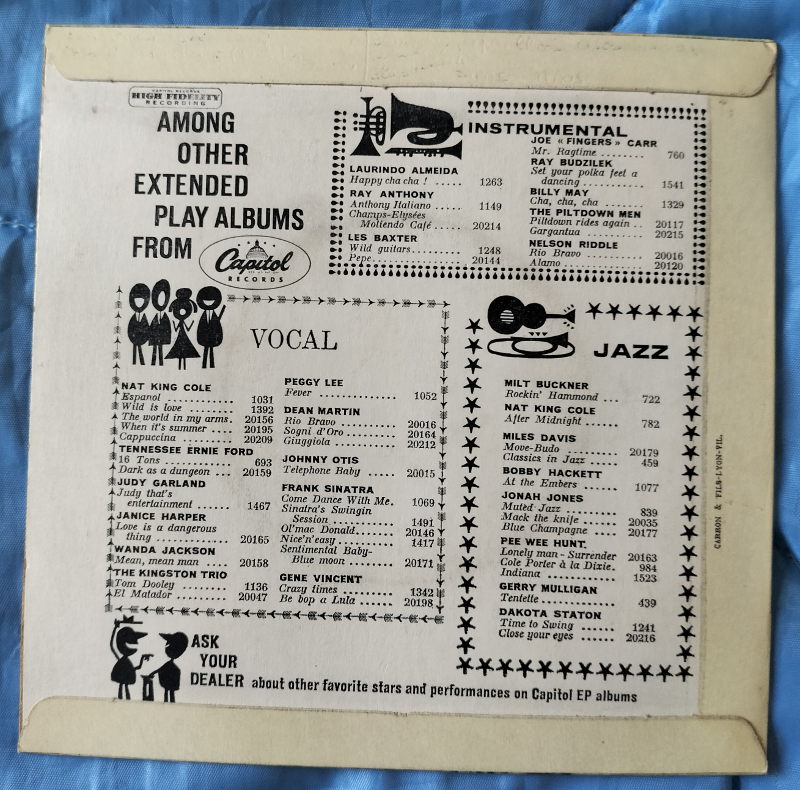 CAPITOL RECORDS
HIGH FIDELITY
RECORDING
AMONG
OTHER
EXTENDED
PLAY ALBUMS
FROM
Capitol
RECORDS
INSTRUMENTAL
LAURINDO ALMEIDA
Happy cha cha ! ..... 1263
RAY ANTHONY
Anthony Italiano ..... 1149
Champs-Elysées
Moliendo Café ..... 20214
LES BAXTER
Wild guitars ..... 1248
Pepe ..... 20144
JOE « FINGERS » CARR
Mr. Ragtime ..... 760
RAY BUDZILEK
Set your polka feel a
dancing ..... 1541
BILLY MAY
Cha, cha, cha ..... 1329
THE PILTDOWN MEN
Piltdown rides again .. 20117
Gargantua ..... 20215
NELSON RIDDLE
Rio Bravo ..... 20016
Alamo ..... 20120
VOCAL
NAT KING COLE
Espanol ..... 1031
Wild is love ..... 1392
The world in my arms. 20156
When it's summer .... 20195
Cappuccina ..... 20209
TENNESSEE ERNIE FORD
16 Tons ..... 693
Dark as a dungeon ... 20159
JUDY GARLAND
Judy that's
entertainment ..... 1467
JANICE HARPER
Love is a dangerous
thing ..... 20165
WANDA JACKSON
Mean, mean man .... 20158
THE KINGSTON TRIO
Tom Dooley ..... 1136
El Matador ..... 20047
PEGGY LEE
Fever ..... 1052
DEAN MARTIN
Rio Bravo ..... 20016
Sogni d'Oro ..... 20164
Giuggiola ..... 20212
JOHNNY OTIS
Telephone Baby ..... 20015
FRANK SINATRA
Come Dance With Me. 1069
Sinatra's Swingin
Session ..... 1491
Ol'mac Donald ..... 20146
Nice'n'easy ..... 1417
Sentimental Baby-
Blue moon ..... 20171
GENE VINCENT
Crazy times ..... 1342
Be bop a Lula ..... 20198
JAZZ
MILT BUCKNER
Rockin' Hammond ... 722
NAT KING COLE
After Midnight ..... 782
MILES DAVIS
Move-Budo ..... 20179
Classics in Jazz ..... 459
BOBBY HACKETT
At the Embers ..... 1077
JONAH JONES
Muted Jazz ..... 839
Mack the knife ..... 20035
Blue Champagne ..... 20177
PEE WEE HUNT
Lonely man - Surrender 20163
Cole Porter à la Dixie. 984
Indiana ..... 1523
GERRY MULLIGAN
Tentette ..... 439
DAKOTA STATON
Time to Swing ..... 1241
Close your eyes ..... 20216
CARRON & FILS-LYON-VIL.
ASK
YOUR
DEALER about other favorite stars and performances on Capitol EP albums